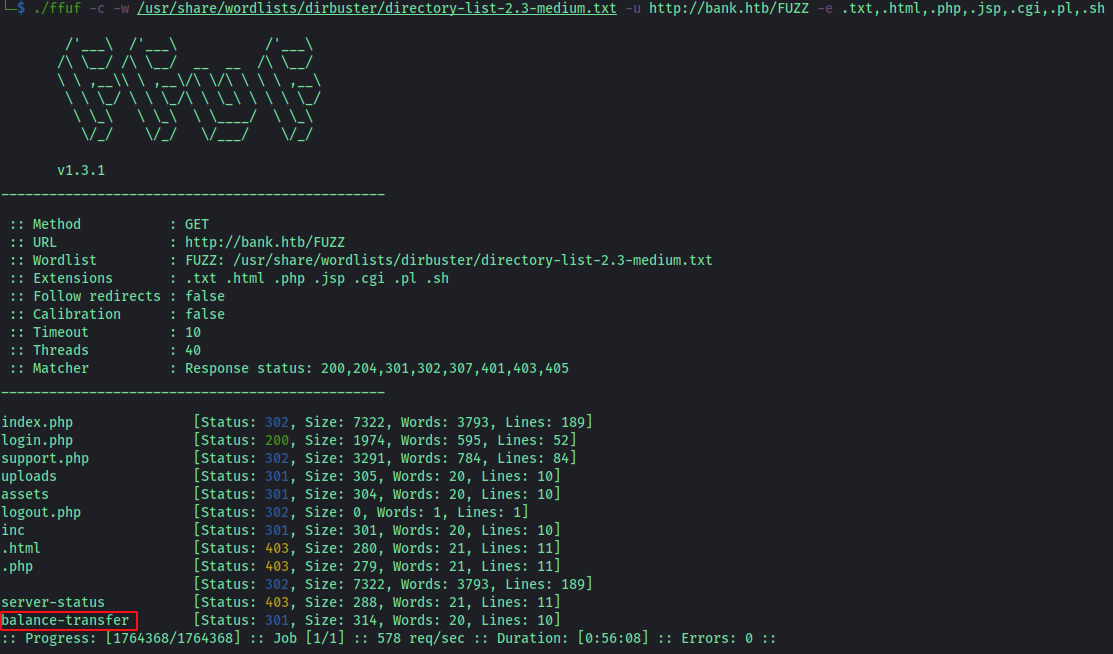 └─$ ./ffuf -c -w /usr/share/wordlists/dirbuster/directory-list-2.3-medium.txt -u http://bank.htb/FUZZ -e .txt,.html,.php,.jsp,.cgi,.pl,.sh
        /'___\  /'___\           /'___\
       /\ \__/ /\ \__/  __  __  /\ \__/
       \ \ ,__\\ \ ,__\/\ \/\ \ \ \ ,__\
        \ \ \_/ \ \ \_/\ \ \_\ \ \ \ \_/
         \ \_\   \ \_\  \ \____/  \ \_\
          \/_/    \/_/   \/___/    \/_/
       v1.3.1
________________________________________________
 :: Method           : GET
 :: URL              : http://bank.htb/FUZZ
 :: Wordlist         : FUZZ: /usr/share/wordlists/dirbuster/directory-list-2.3-medium.txt
 :: Extensions       : .txt .html .php .jsp .cgi .pl .sh
 :: Follow redirects : false
 :: Calibration      : false
 :: Timeout          : 10
 :: Threads          : 40
 :: Matcher          : Response status: 200,204,301,302,307,401,403,405
________________________________________________
index.php               [Status: 302, Size: 7322, Words: 3793, Lines: 189]
login.php               [Status: 200, Size: 1974, Words: 595, Lines: 52]
support.php             [Status: 302, Size: 3291, Words: 784, Lines: 84]
uploads                 [Status: 301, Size: 305, Words: 20, Lines: 10]
assets                  [Status: 301, Size: 304, Words: 20, Lines: 10]
logout.php              [Status: 302, Size: 0, Words: 1, Lines: 1]
inc                     [Status: 301, Size: 301, Words: 20, Lines: 10]
.html                   [Status: 403, Size: 280, Words: 21, Lines: 11]
.php                    [Status: 403, Size: 279, Words: 21, Lines: 11]
                        [Status: 302, Size: 7322, Words: 3793, Lines: 189]
server-status           [Status: 403, Size: 288, Words: 21, Lines: 11]
balance-transfer        [Status: 301, Size: 314, Words: 20, Lines: 10]
:: Progress: [1764368/1764368] :: Job [1/1] :: 578 req/sec :: Duration: [0:56:08] :: Errors: 0 ::